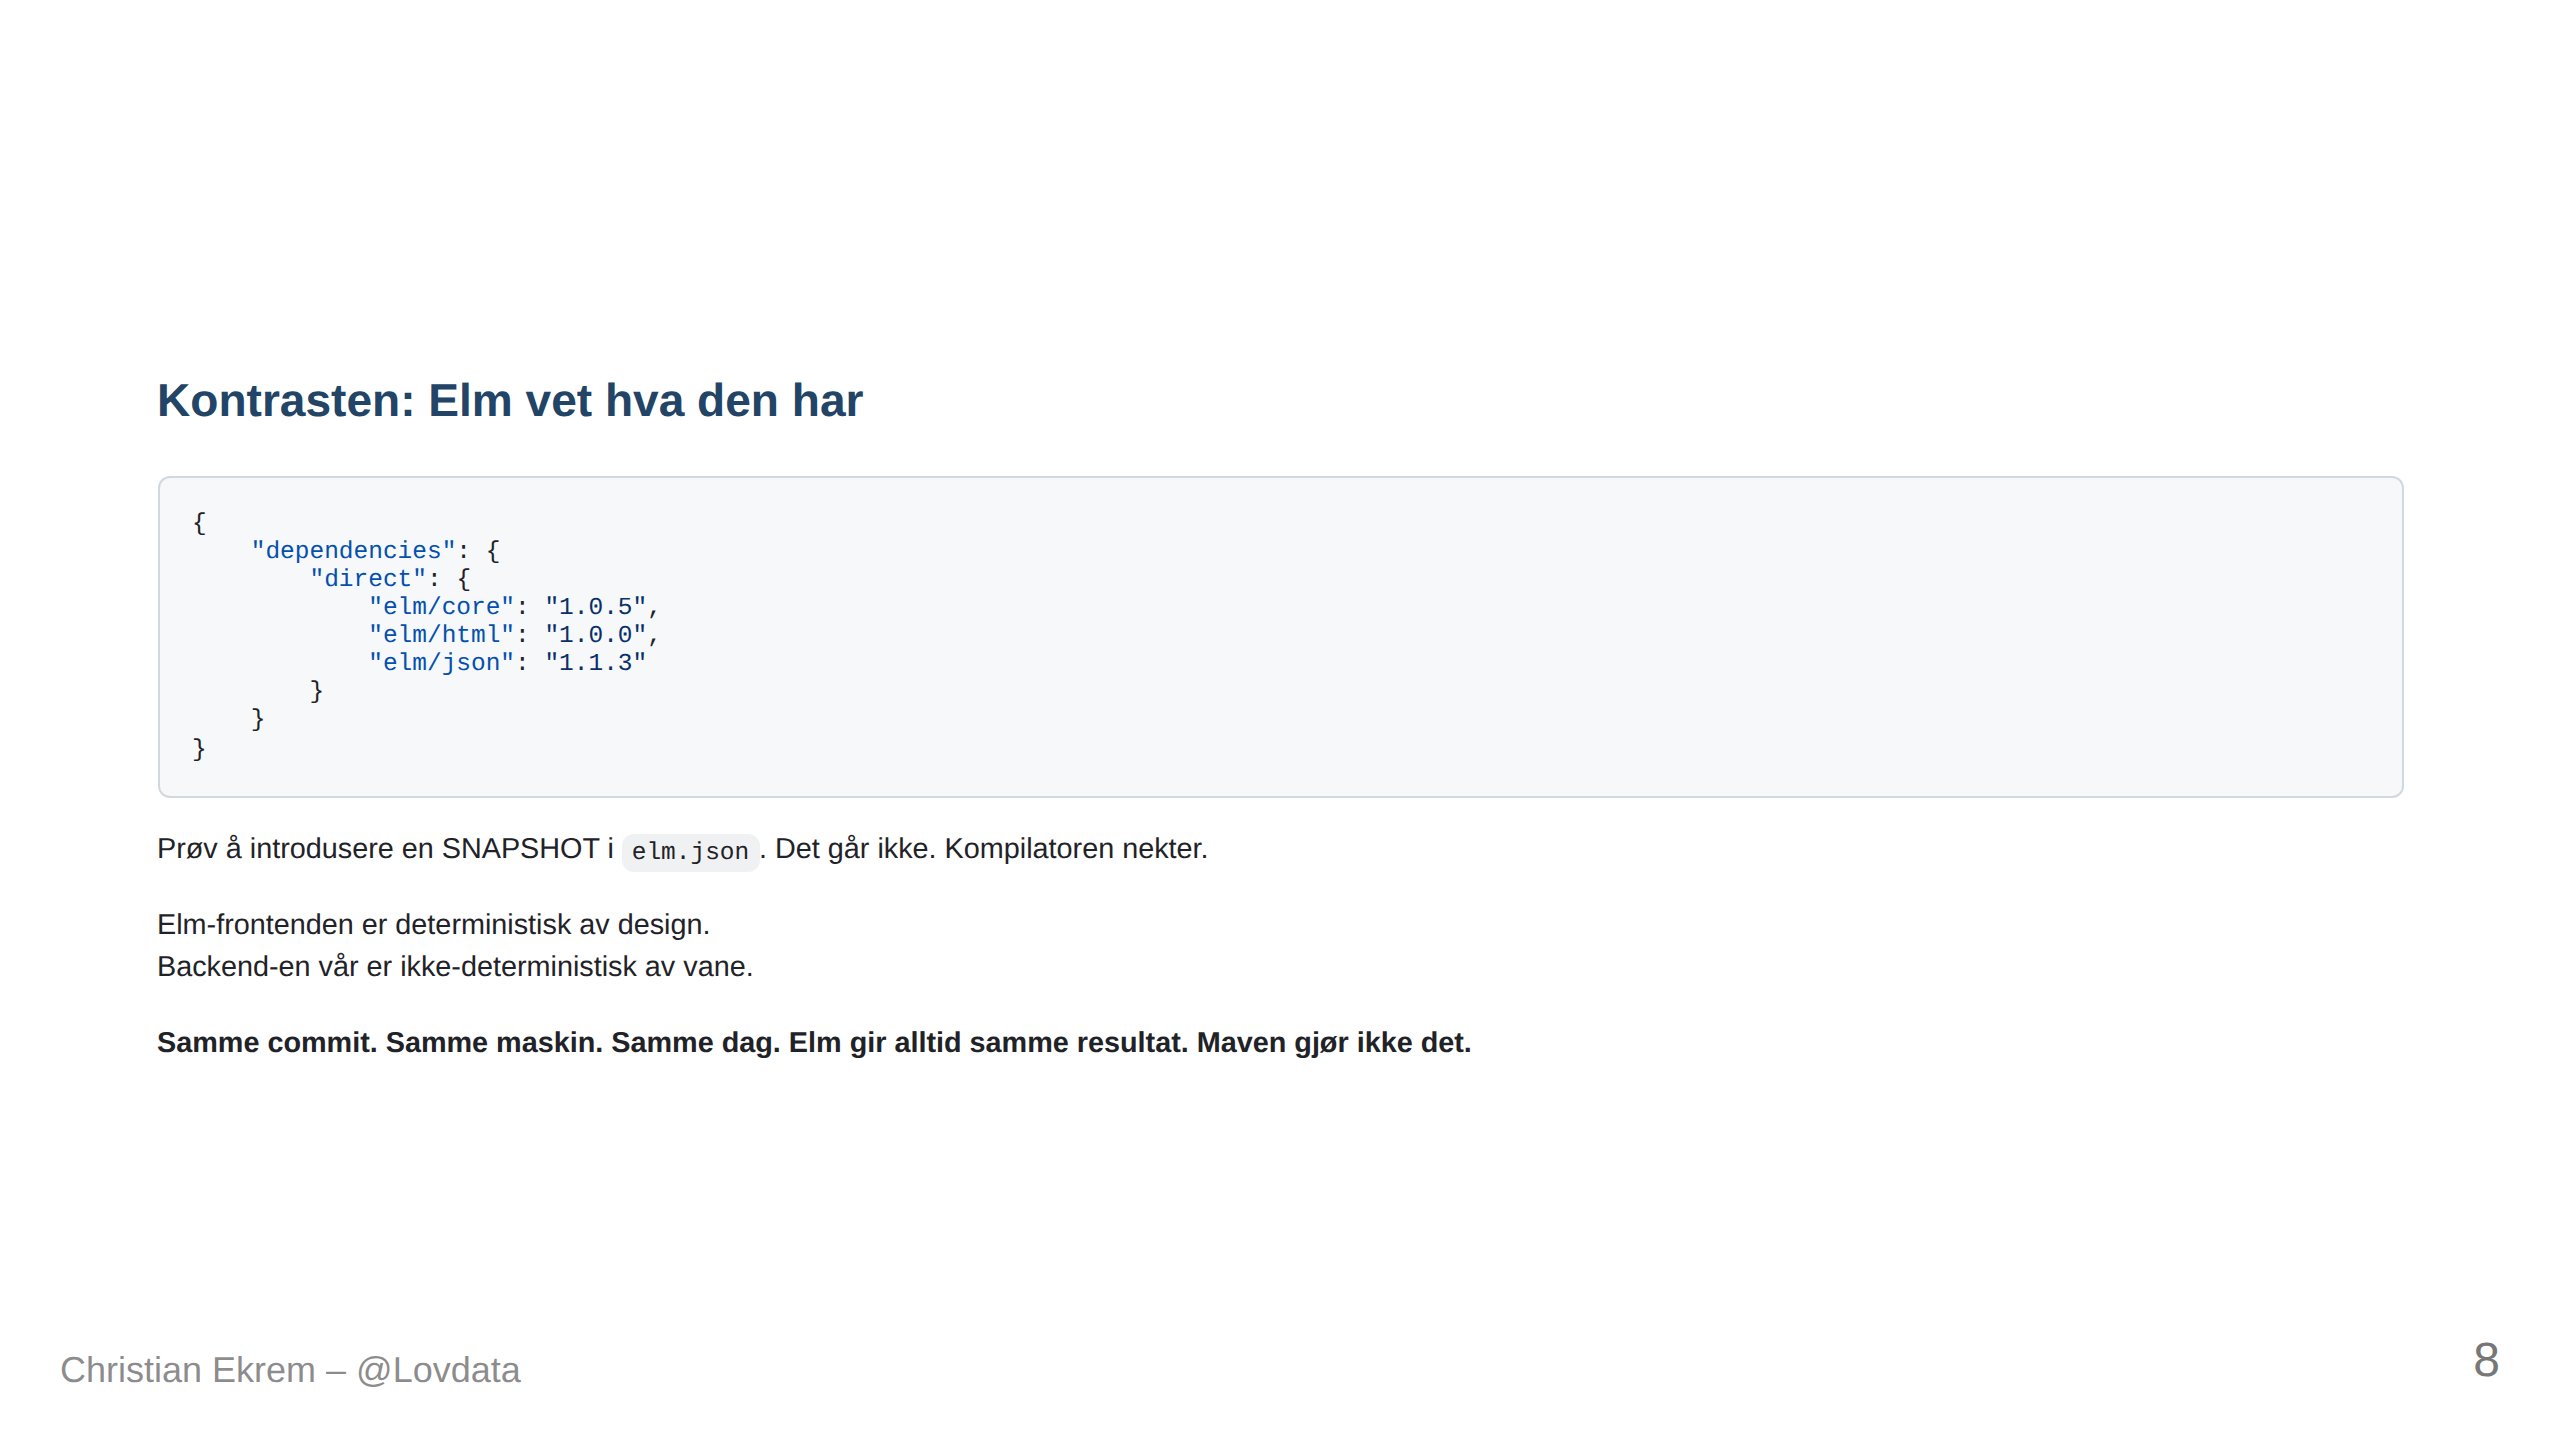 Kontrasten: Elm vet hva den har
{
    "dependencies": {
        "direct": {
            "elm/core": "1.0.5",
            "elm/html": "1.0.0",
            "elm/json": "1.1.3"
        }
    }
}
Prøv å introdusere en SNAPSHOT i elm.json. Det går ikke. Kompilatoren nekter.
Elm-frontenden er deterministisk av design.
Backend-en vår er ikke-deterministisk av vane.
Samme commit. Samme maskin. Samme dag. Elm gir alltid samme resultat. Maven gjør ikke det.
Christian Ekrem – @Lovdata
8